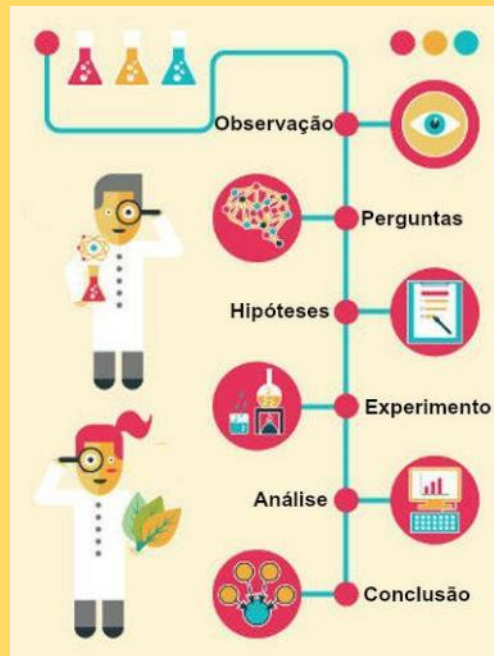 Observação
Perguntas
Hipóteses
Experimento
Análise
Conclusão